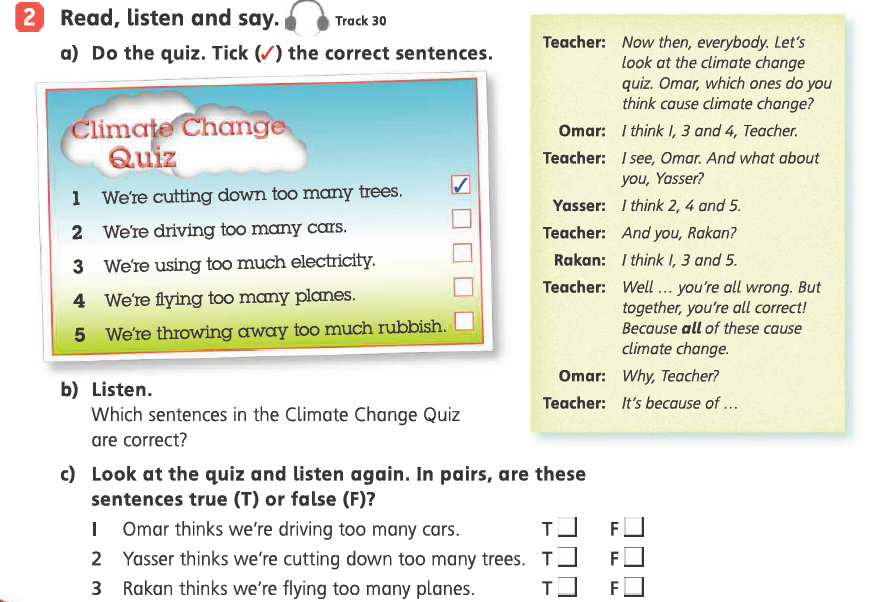 2 Read, listen and say. Track 30
a) Do the quiz. Tick (✓) the correct sentences.
Climate Change
Quiz
1 We're cutting down too many trees. ✓
2 We're driving too many cars.
3 We're using too much electricity.
4 We're flying too many planes.
5 We're throwing away too much rubbish.
b) Listen.
Which sentences in the Climate Change Quiz
are correct?
Teacher: Now then, everybody. Let's
look at the climate change
quiz. Omar, which ones do you
think cause climate change?
Omar: I think 1, 3 and 4, Teacher.
Teacher: I see, Omar. And what about
you, Yasser?
Yasser: I think 2, 4 and 5.
Teacher: And you, Rakan?
Rakan: I think 1, 3 and 5.
Teacher: Well ... you're all wrong. But
together, you're all correct!
Because all of these cause
climate change.
Omar: Why, Teacher?
Teacher: It's because of ...
c) Look at the quiz and listen again. In pairs, are these
sentences true (T) or false (F)?
1 Omar thinks we're driving too many cars. T F
2 Yasser thinks we're cutting down too many trees. T F
3 Rakan thinks we're flying too many planes. T F